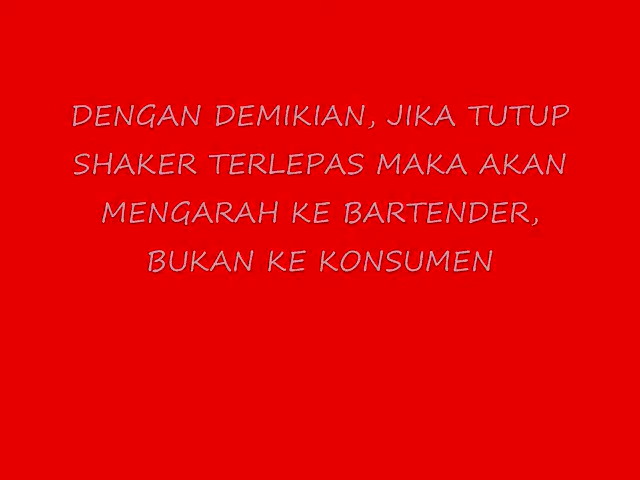 DENGAN DEMIKIAN, JIKA TUTUP
SHAKER TERLEPAS MAKA AKAN
MENGARAH KE BARTENDER,
BUKAN KE KONSUMEN